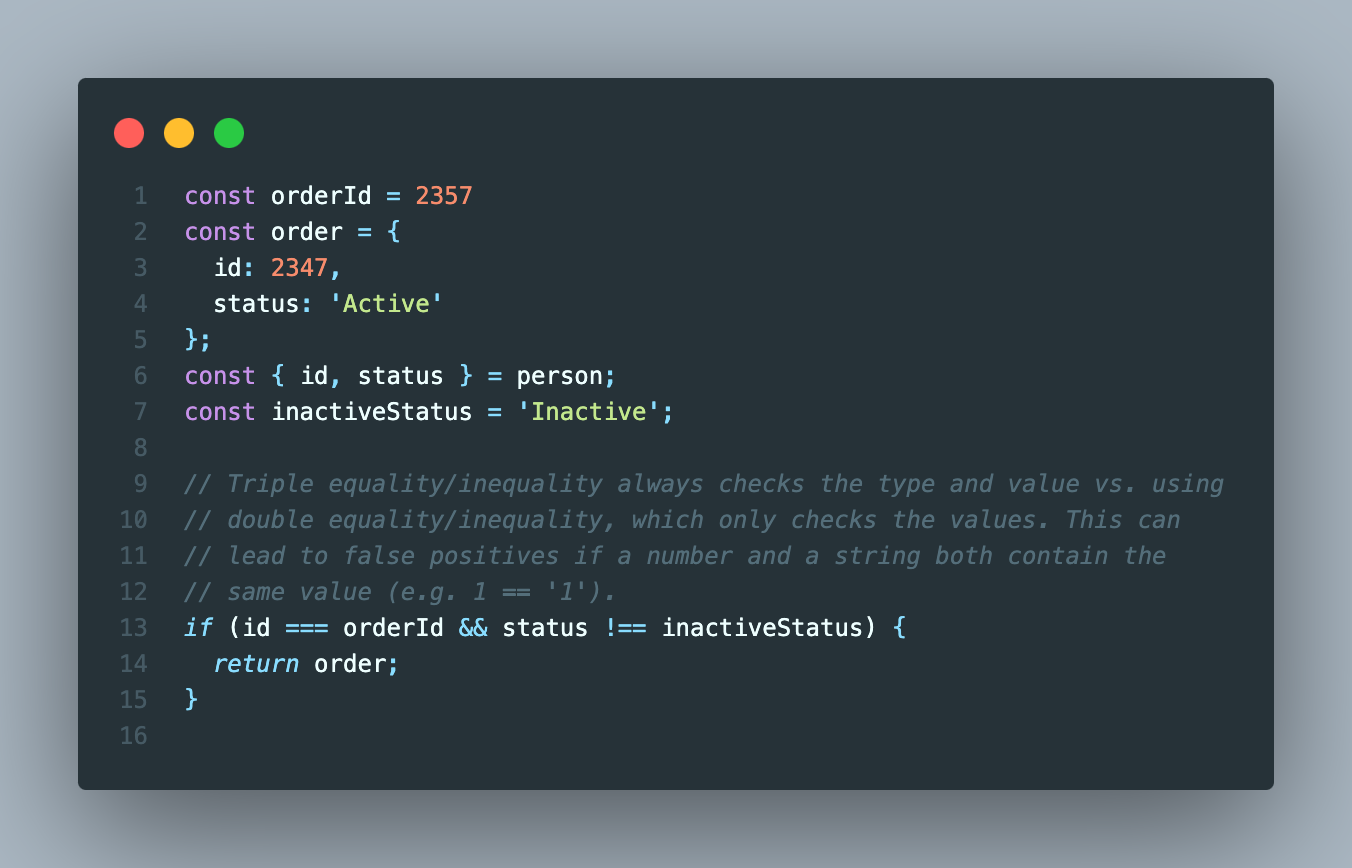 1 const orderId = 2357
2 const order = {
3   id: 2347,
4   status: 'Active'
5 };
6 const { id, status } = person;
7 const inactiveStatus = 'Inactive';
8
9 // Triple equality/inequality always checks the type and value vs. using
10 // double equality/inequality, which only checks the values. This can
11 // lead to false positives if a number and a string both contain the
12 // same value (e.g. 1 == '1').
13 if (id === orderId && status !== inactiveStatus) {
14   return order;
15 }
16